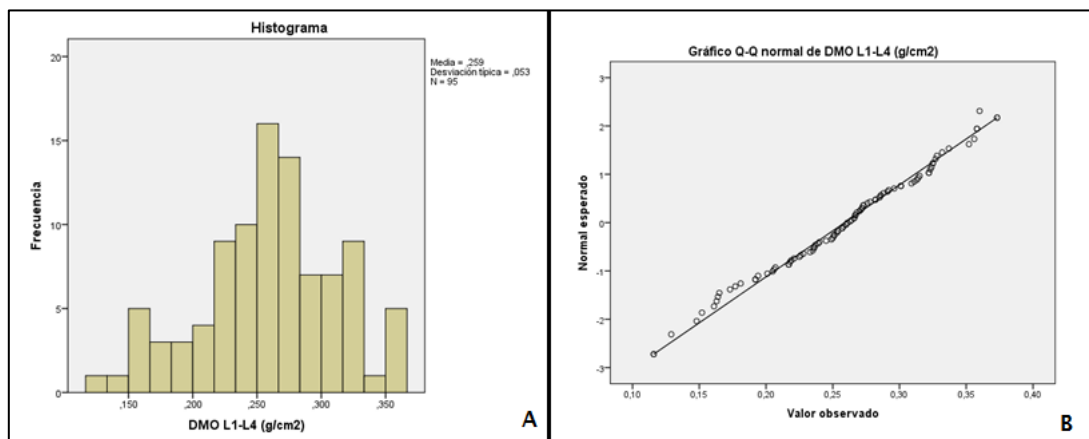 Histograma
Media = ,259
Desviación típica = ,053
N = 95
20
15
10
5
0
Frecuencia
,150 ,200 ,250 ,300 ,350
DMO L1-L4 (g/cm2)
A
Gráfico Q-Q normal de DMO L1-L4 (g/cm2)
3
2
1
0
-1
-2
-3
Normal esperado
0,10 0,15 0,20 0,25 0,30 0,35 0,40
Valor observado
B